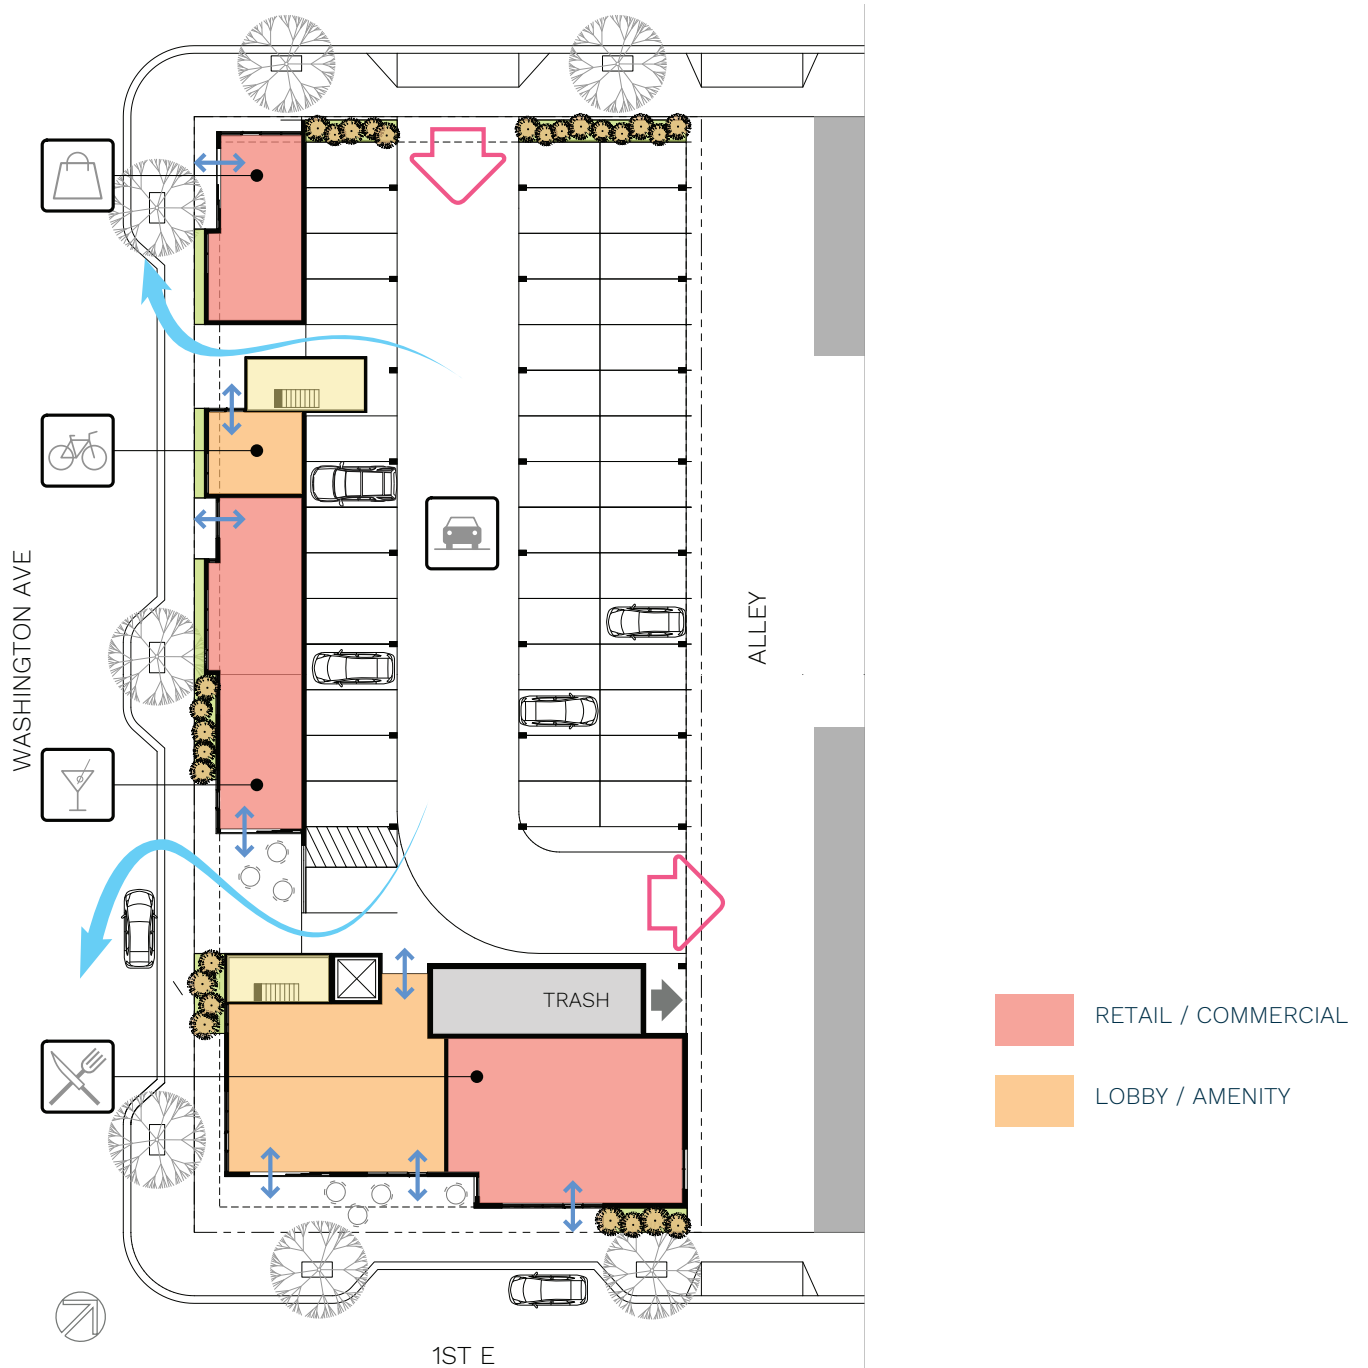 WASHINGTON AVE
ALLEY
TRASH
RETAIL / COMMERCIAL
LOBBY / AMENITY
1ST E